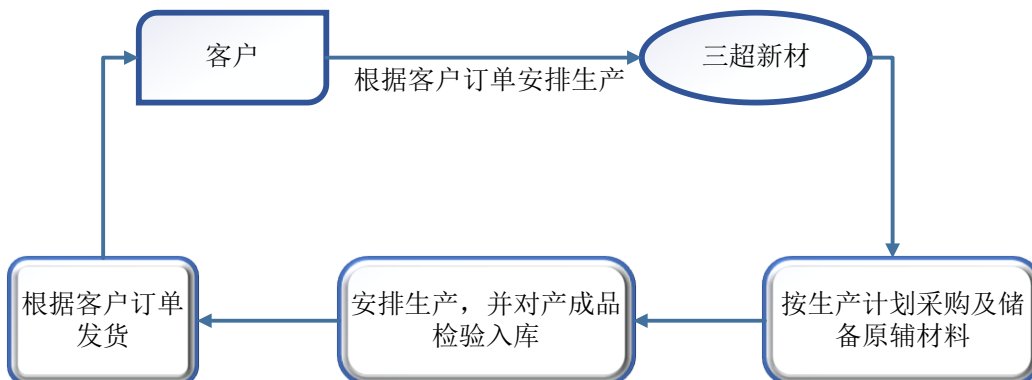 客户
根据客户订单安排生产
三超新材
根据客户订单
发货
安排生产，并对产成品
检验入库
按生产计划采购及储
备原辅材料